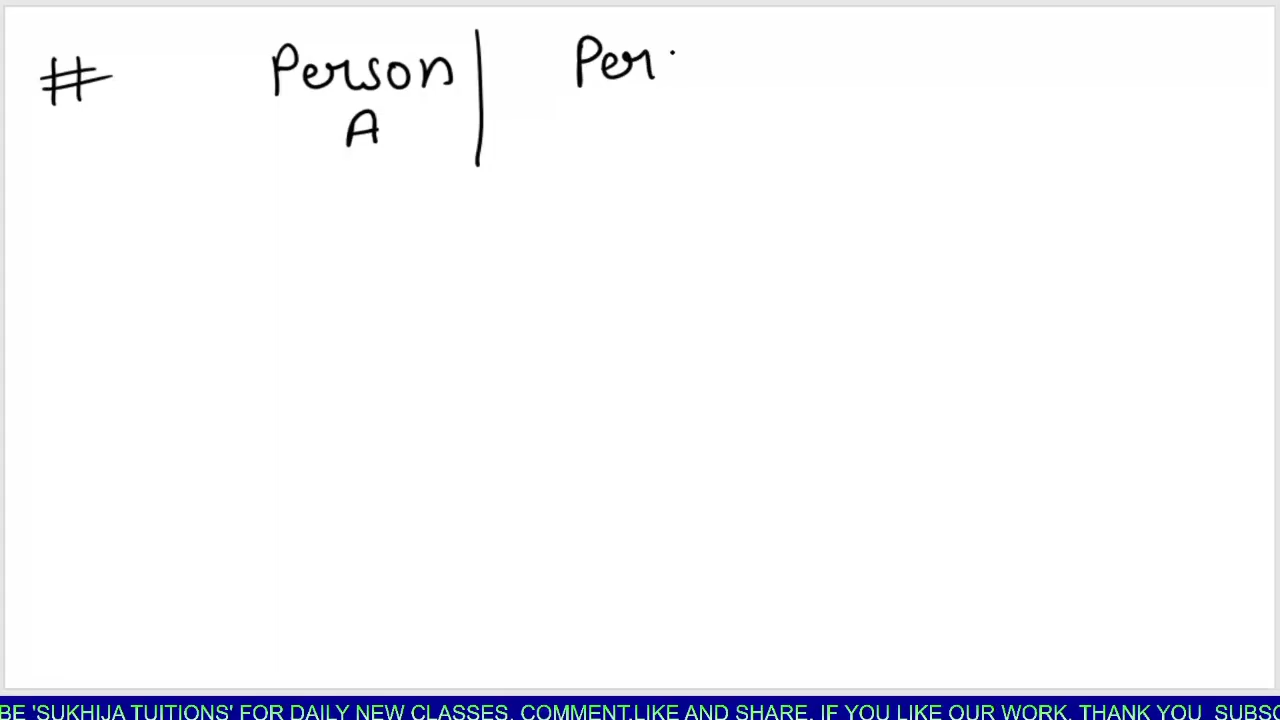 # Person | Per
A
BE 'SUKHIJA TUITIONS' FOR DAILY NEW CLASSES. COMMENT,LIKE AND SHARE, IF YOU LIKE OUR WORK. THANK YOU SUBSC